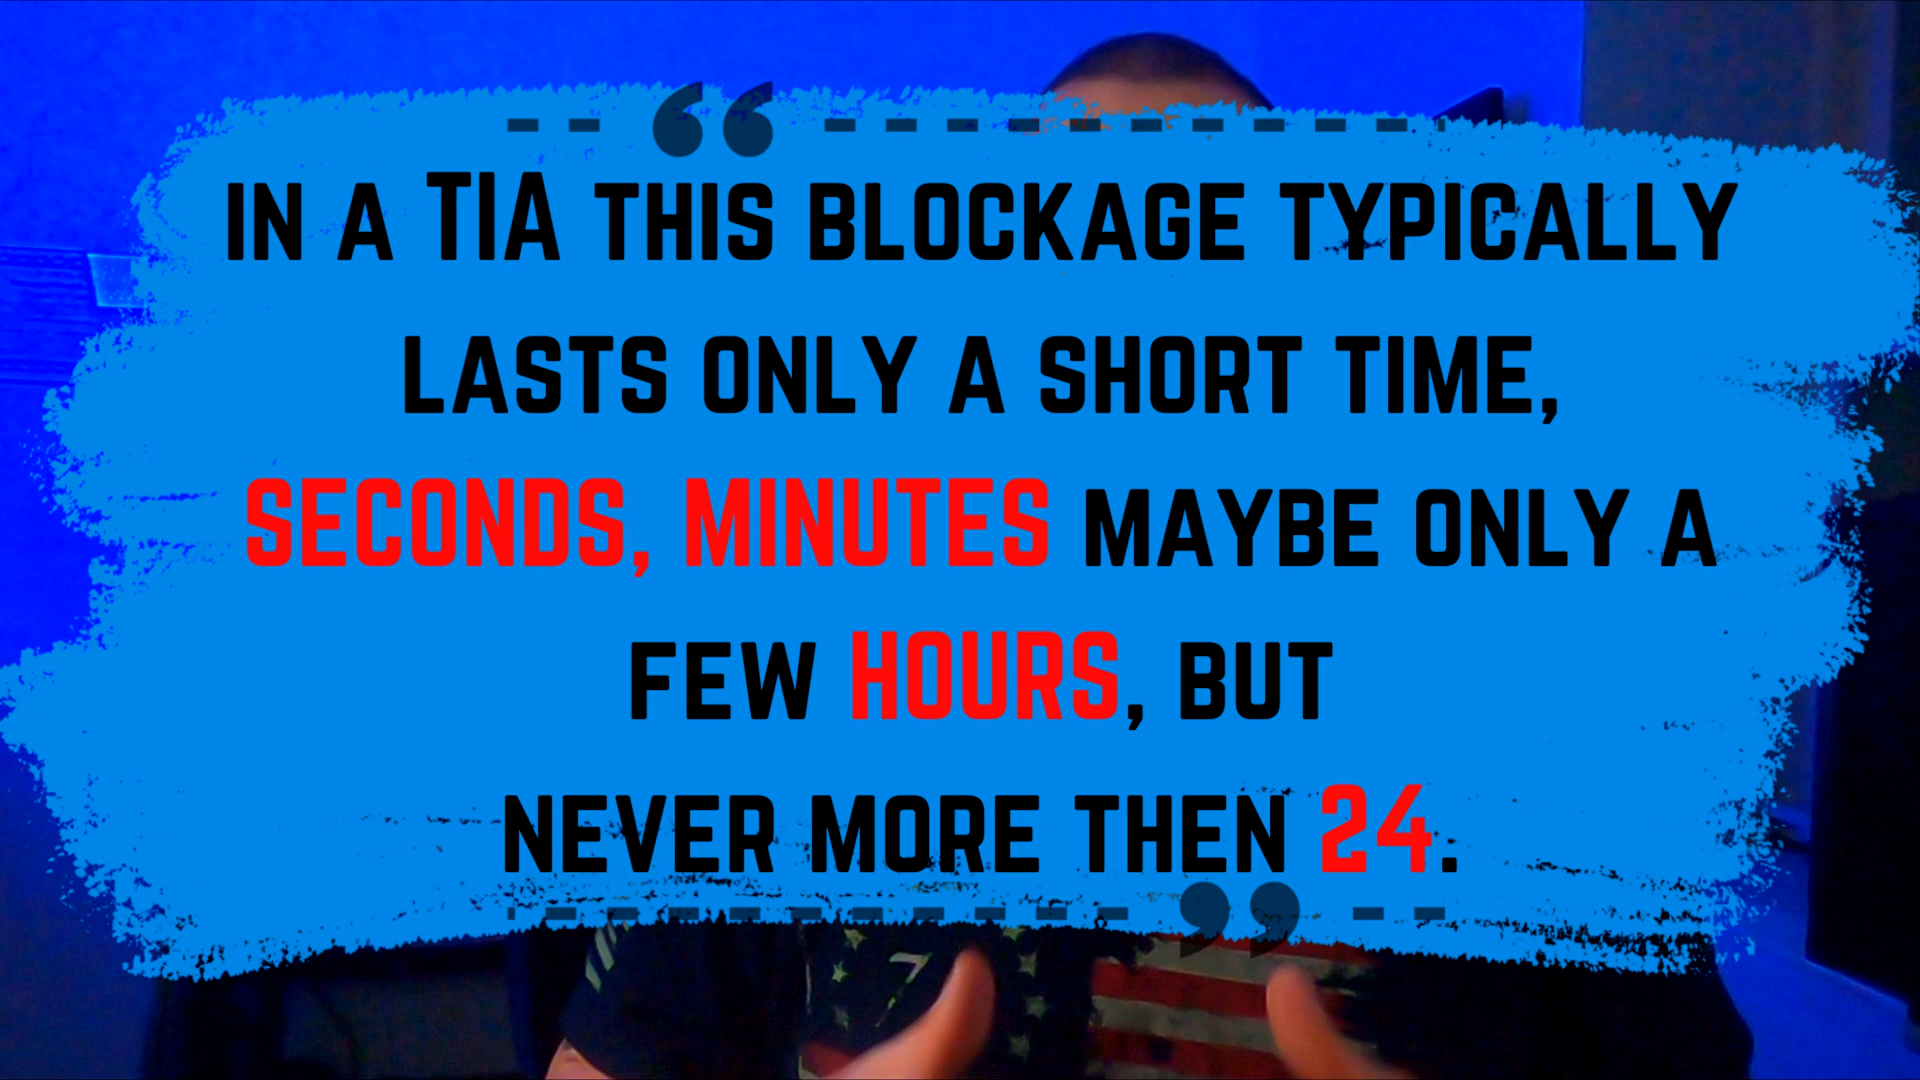 “
IN A TIA THIS BLOCKAGE TYPICALLY
LASTS ONLY A SHORT TIME,
SECONDS, MINUTES MAYBE ONLY A
FEW HOURS, BUT
NEVER MORE THEN 24.
”